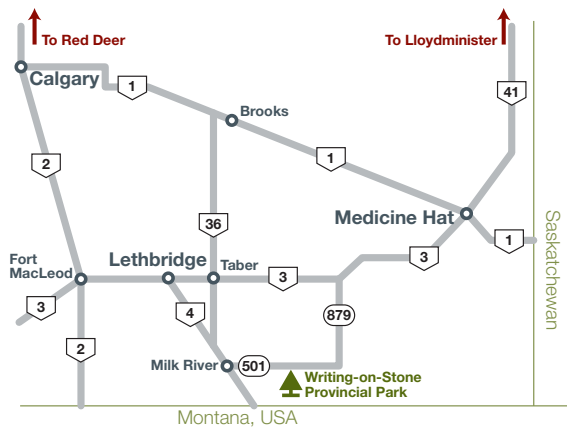 To Red Deer
To Lloydminister
Calgary
1
41
Brooks
2
1
36
Medicine Hat
Saskatchewan
1
Fort
MacLeod
Lethbridge
Taber
3
3
3
4
879
2
Milk River
501
Writing-on-Stone
Provincial Park
Montana, USA